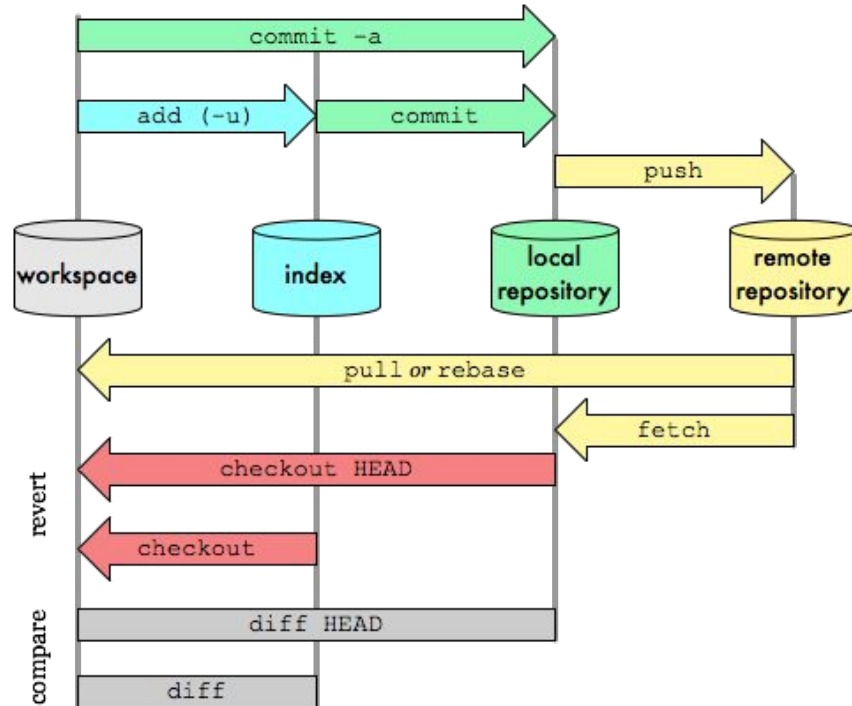 commit -a
add (-u)
commit
push
workspace
index
local
repository
remote
repository
pull or rebase
fetch
revert
checkout HEAD
checkout
compare
diff HEAD
diff